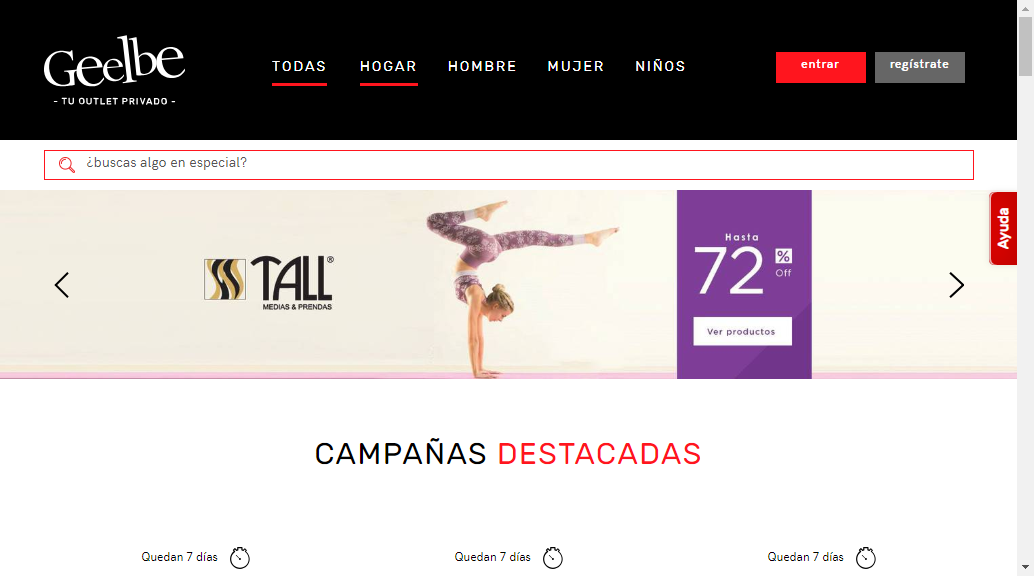 Geelbe
- TU OUTLET PRIVADO -
TODAS HOGAR HOMBRE MUJER NIÑOS
entrar regístrate
¿buscas algo en especial?
Ayuda
TALL®
MEDIAS & PRENDAS
Hasta
72 %
Off
Ver productos
CAMPAÑAS DESTACADAS
Quedan 7 días Quedan 7 días Quedan 7 días